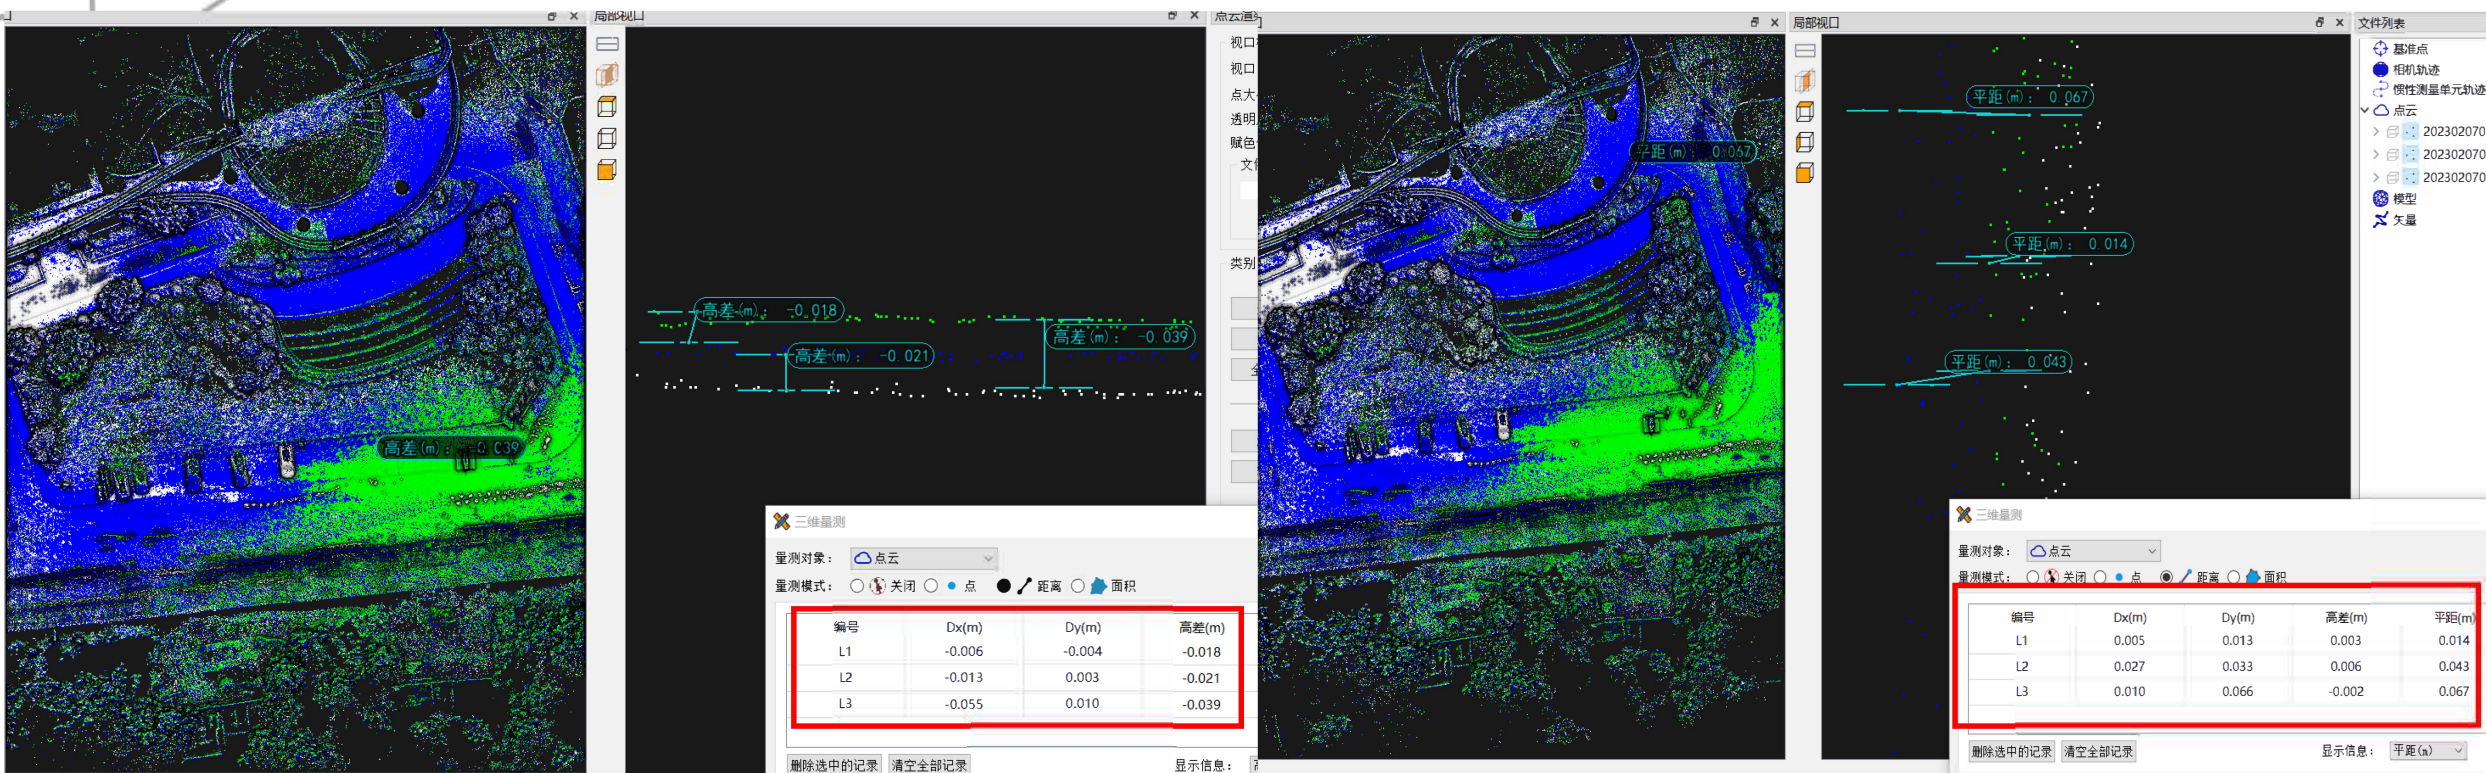 局部视口
点云渲
视口
视口
点大
透明
赋色
文件
类别
高差(m): -0.018
高差(m): -0.021
高差(m): -0.039
高差(m): -0.039
三维量测
量测对象: 点云
量测模式: 关闭 点 距离 面积
编号 Dx(m) Dy(m) 高差(m)
L1 -0.006 -0.004 -0.018
L2 -0.013 0.003 -0.021
L3 -0.055 0.010 -0.039
删除选中的记录 清空全部记录 显示信息:
口
局部视口
文件列表
基准点
相机轨迹
惯性测量单元轨迹
点云
202302070
202302070
202302070
模型
矢量
平距(m): 0.067
平距(m): 0.067
平距(m): 0.014
平距(m): 0.043
三维量测
量测对象: 点云
量测模式: 关闭 点 距离 面积
编号 Dx(m) Dy(m) 高差(m) 平距(m)
L1 0.005 0.013 0.003 0.014
L2 0.027 0.033 0.006 0.043
L3 0.010 0.066 -0.002 0.067
删除选中的记录 清空全部记录 显示信息: 平距(m)